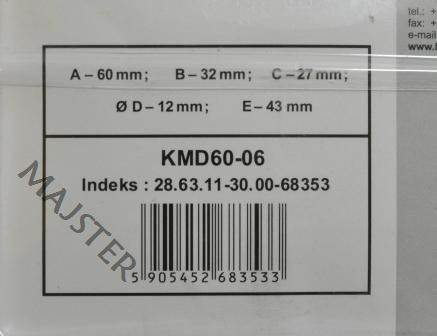 tel.: +
fax: +
e-mail
www.
A – 60 mm; B – 32 mm; C – 27 mm;
Ø D – 12 mm; E – 43 mm
KMD60-06
Indeks : 28.63.11-30.00-68353
MAJSTER
5 905452 683533